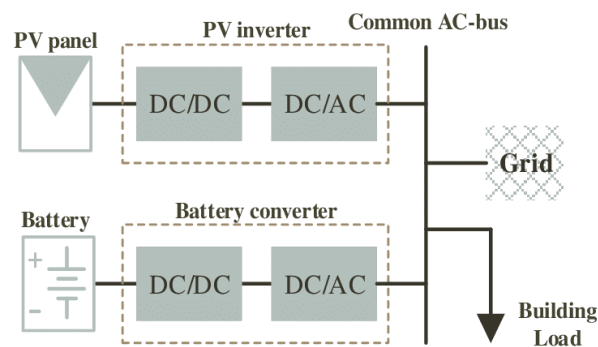 PV panel
PV inverter
Common AC-bus
DC/DC
DC/AC
Grid
Battery
Battery converter
+
-
DC/DC
DC/AC
Building
Load